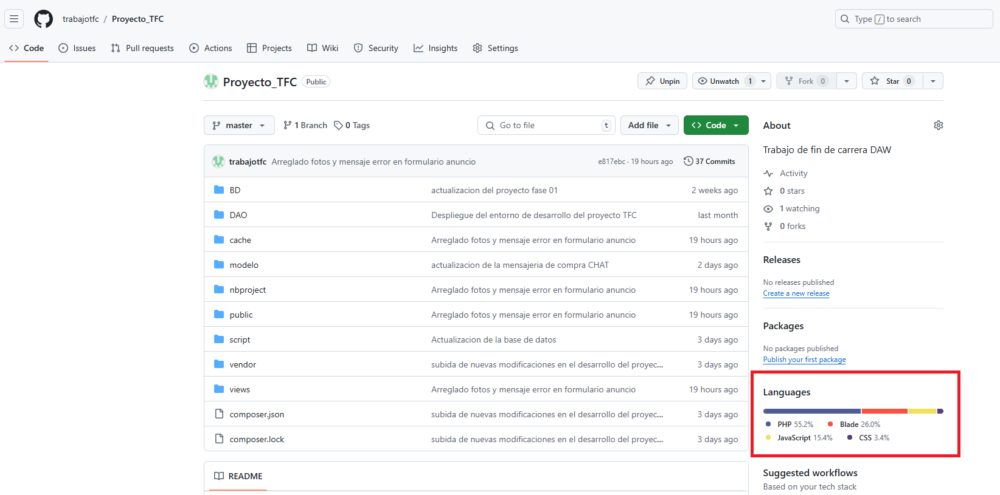 trabajotfc / Proyecto_TFC
Type / to search
Code Issues Pull requests Actions Projects Wiki Security Insights Settings
Proyecto_TFC Public
Unpin Unwatch 1 Fork 0 Star 0
master 1 Branch 0 Tags Go to file t Add file Code
trabajotfc Arreglado fotos y mensaje error en formulario anuncio e817ebc · 19 hours ago 37 Commits
BD actualizacion del proyecto fase 01 2 weeks ago
DAO Despliegue del entorno de desarrollo del proyecto TFC last month
cache Arreglado fotos y mensaje error en formulario anuncio 19 hours ago
modelo actualizacion de la mensajeria de compra CHAT 2 days ago
nbproject Arreglado fotos y mensaje error en formulario anuncio 19 hours ago
public Arreglado fotos y mensaje error en formulario anuncio 19 hours ago
script Actualizacion de la base de datos 3 days ago
vendor subida de nuevas modificaciones en el desarrollo del proyec... 3 days ago
views Arreglado fotos y mensaje error en formulario anuncio 19 hours ago
composer.json subida de nuevas modificaciones en el desarrollo del proyec... 3 days ago
composer.lock subida de nuevas modificaciones en el desarrollo del proyec... 3 days ago
README
About
Trabajo de fin de carrera DAW
Activity
0 stars
1 watching
0 forks
Releases
No releases published
Create a new release
Packages
No packages published
Publish your first package
Languages
PHP 55.2% Blade 26.0%
JavaScript 15.4% CSS 3.4%
Suggested workflows
Based on your tech stack